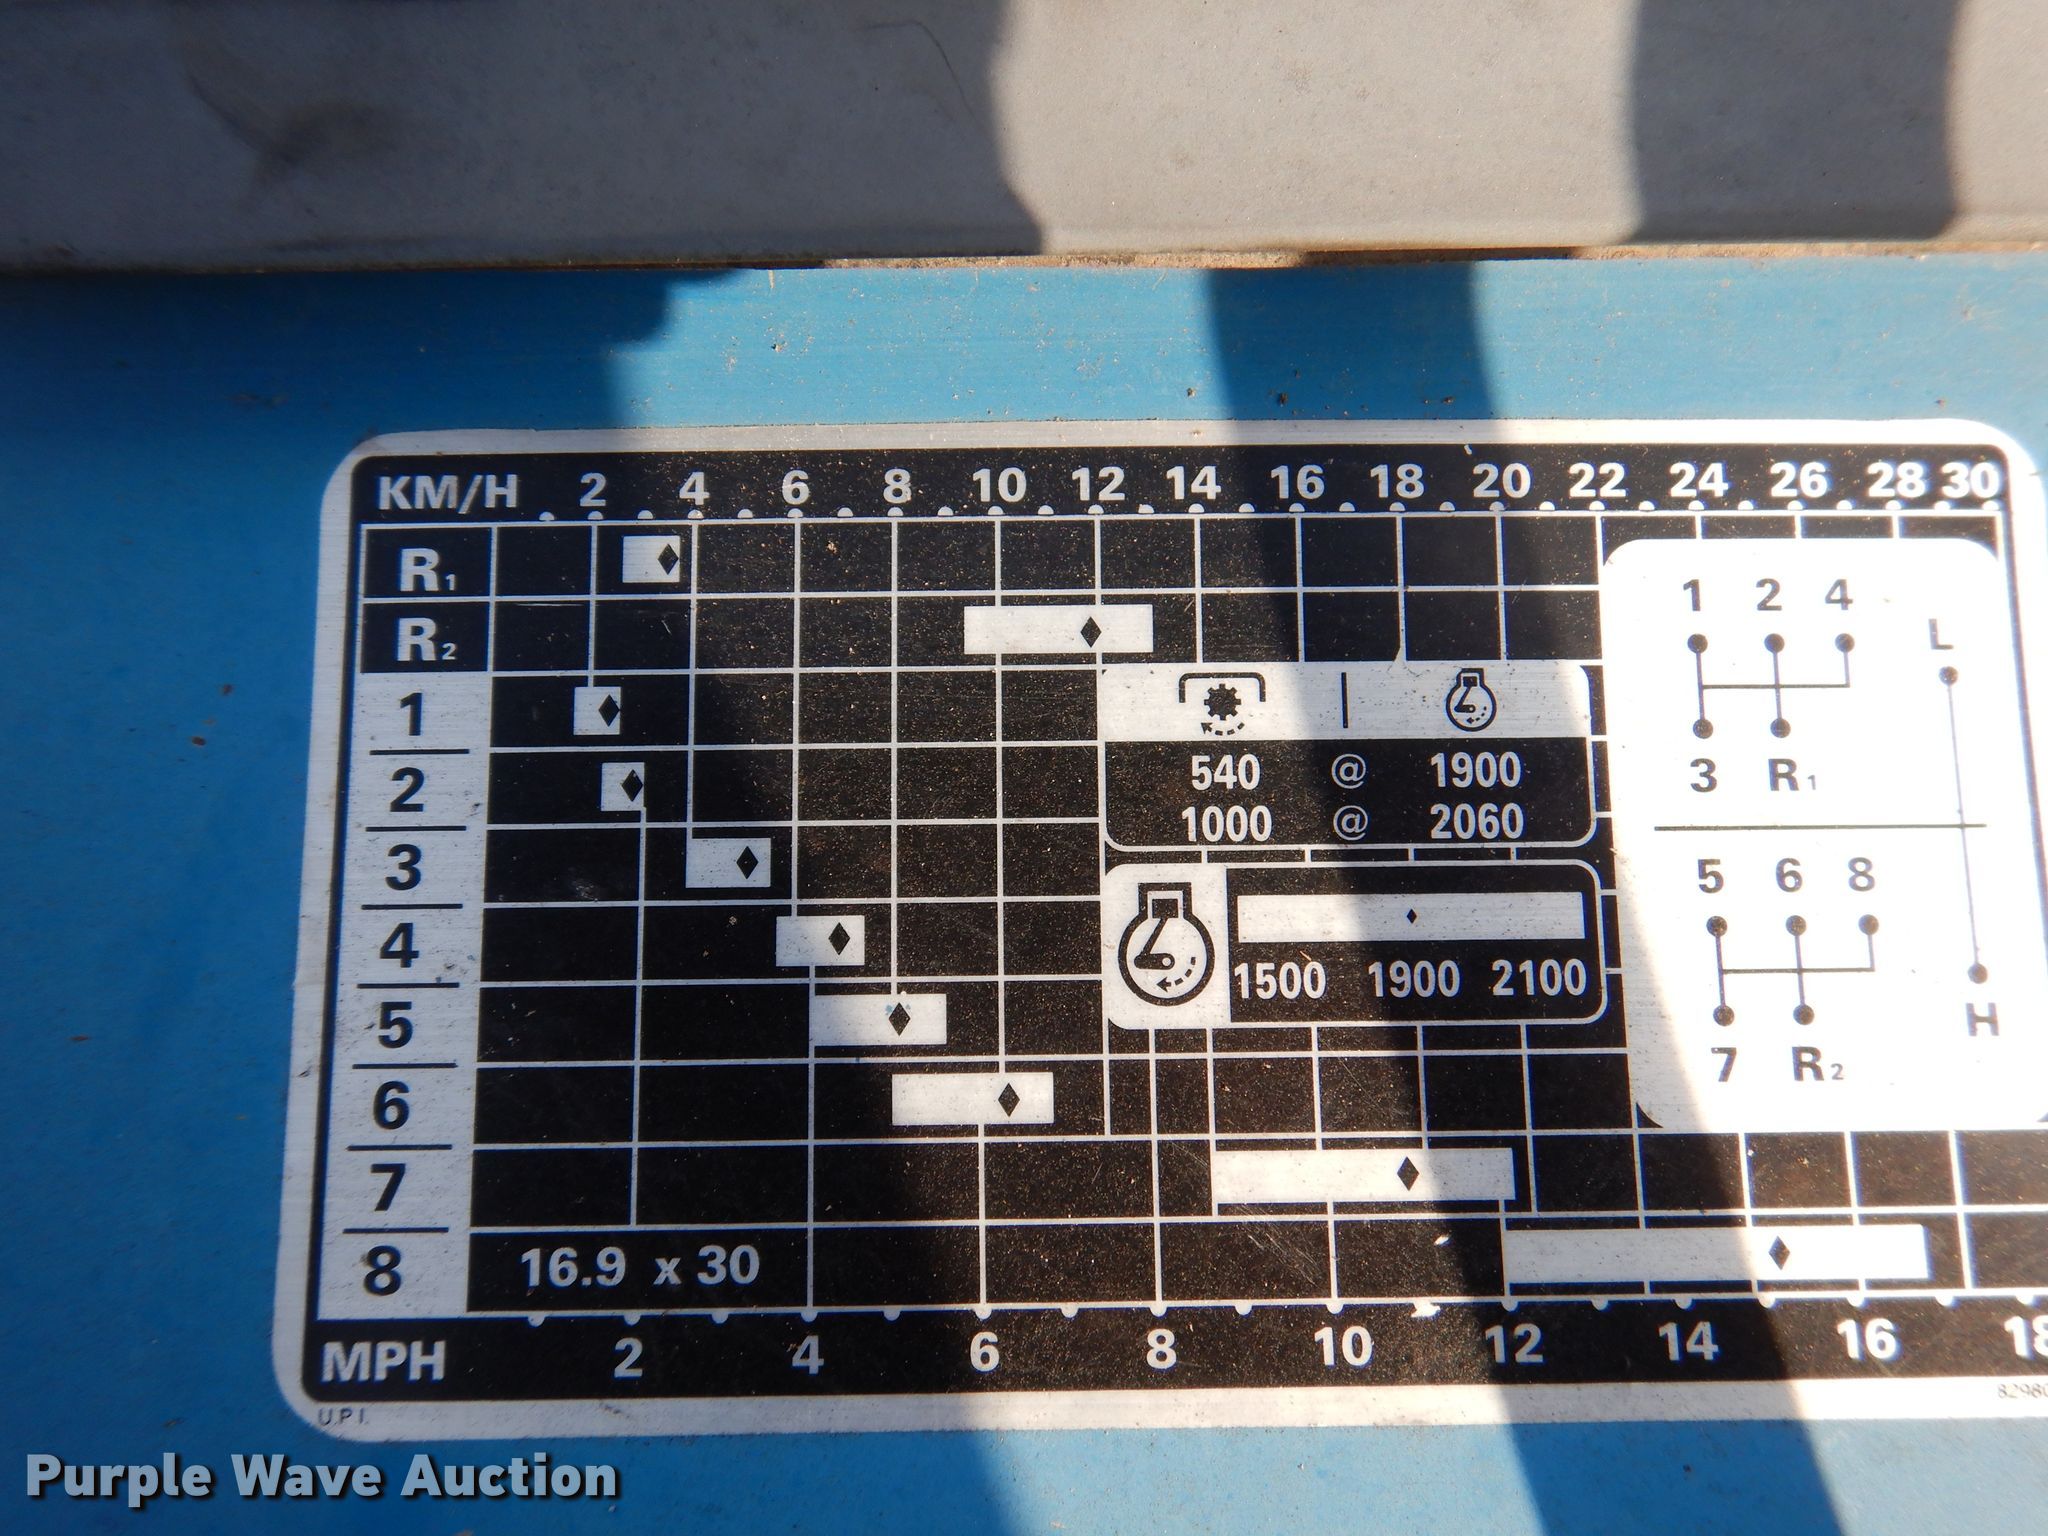 KM/H 2 4 6 8 10 12 14 16 18 20 22 24 26 28 30
R1
R2
1
2
3
4
5
6
7
8
540 @ 1900
1000 @ 2060
1500 1900 2100
1 2 4
L
3 R1
5 6 8
7 R2
H
16.9 x 30
MPH 2 4 6 8 10 12 14 16 18
U.P.I.
Purple Wave Auction